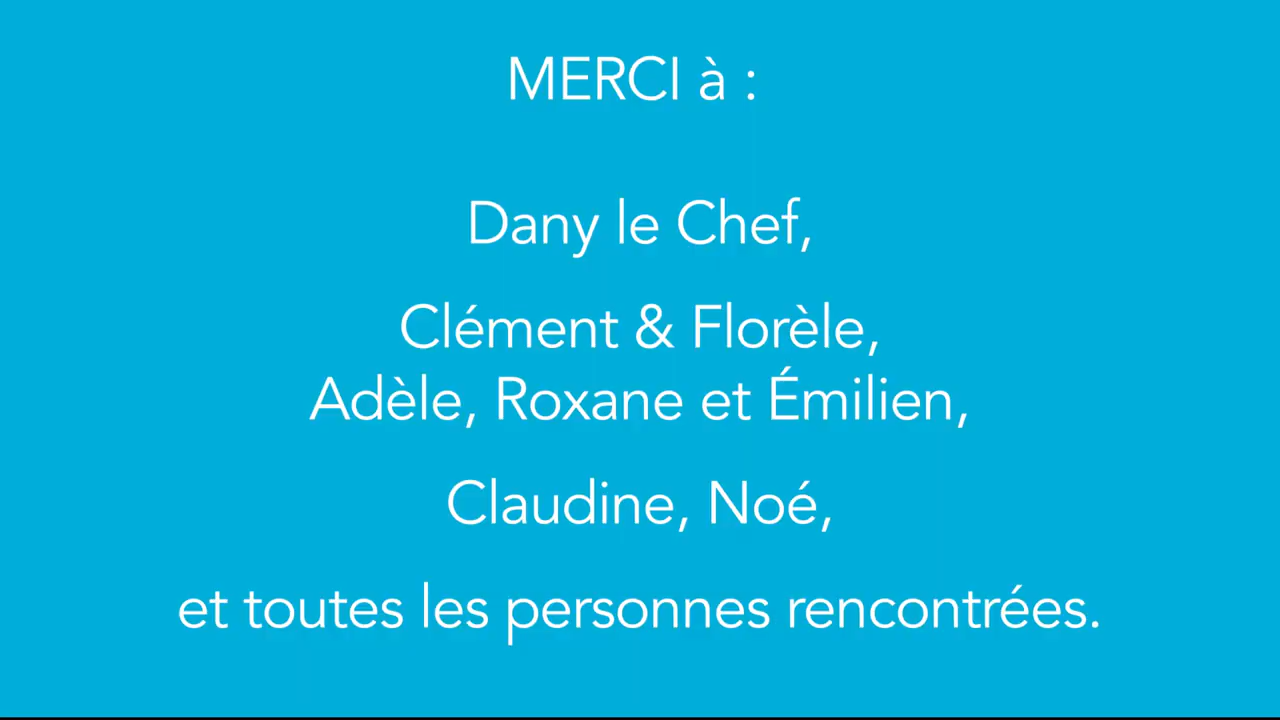 MERCI à :
Dany le Chef,
Clément & Florèle,
Adèle, Roxane et Émilien,
Claudine, Noé,
et toutes les personnes rencontrées.